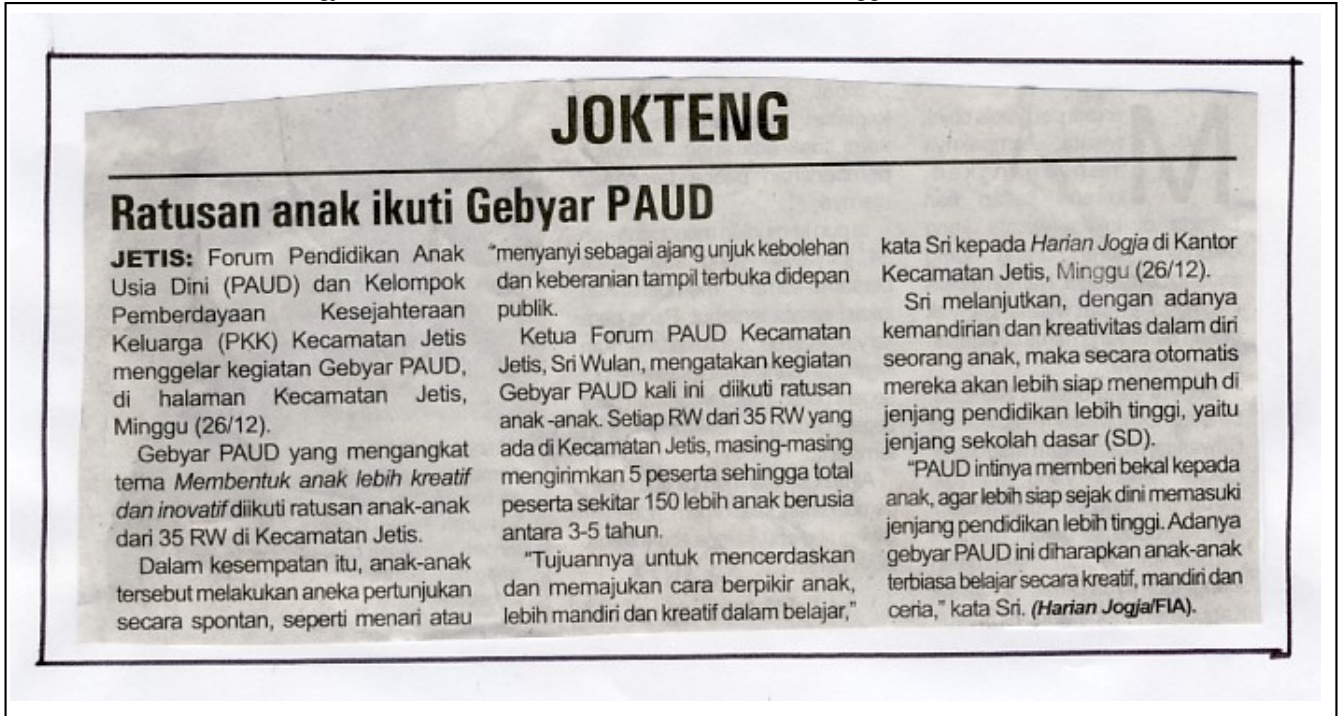 JOKTENG
Ratusan anak ikuti Gebyar PAUD
JETIS: Forum Pendidikan Anak
Usia Dini (PAUD) dan Kelompok
Pemberdayaan Kesejahteraan
Keluarga (PKK) Kecamatan Jetis
menggelar kegiatan Gebyar PAUD,
di halaman Kecamatan Jetis,
Minggu (26/12).
Gebyar PAUD yang mengangkat
tema Membentuk anak lebih kreatif
dan inovatif diikuti ratusan anak-anak
dari 35 RW di Kecamatan Jetis.
Dalam kesempatan itu, anak-anak
tersebut melakukan aneka pertunjukan
secara spontan, seperti menari atau
"menyanyi sebagai ajang unjuk kebolehan
dan keberanian tampil terbuka didepan
publik.
Ketua Forum PAUD Kecamatan
Jetis, Sri Wulan, mengatakan kegiatan
Gebyar PAUD kali ini diikuti ratusan
anak -anak. Setiap RW dari 35 RW yang
ada di Kecamatan Jetis, masing-masing
mengirimkan 5 peserta sehingga total
peserta sekitar 150 lebih anak berusia
antara 3-5 tahun.
"Tujuannya untuk mencerdaskan
dan memajukan cara berpikir anak,
lebih mandiri dan kreatif dalam belajar,"
kata Sri kepada Harian Jogja di Kantor
Kecamatan Jetis, Minggu (26/12).
Sri melanjutkan, dengan adanya
kemandirian dan kreativitas dalam diri
seorang anak, maka secara otomatis
mereka akan lebih siap menempuh di
jenjang pendidikan lebih tinggi, yaitu
jenjang sekolah dasar (SD).
"PAUD intinya memberi bekal kepada
anak, agar lebih siap sejak dini memasuki
jenjang pendidikan lebih tinggi. Adanya
gebyar PAUD ini diharapkan anak-anak
terbiasa belajar secara kreatif, mandiri dan
ceria," kata Sri. (Harian Jogja/FIA).